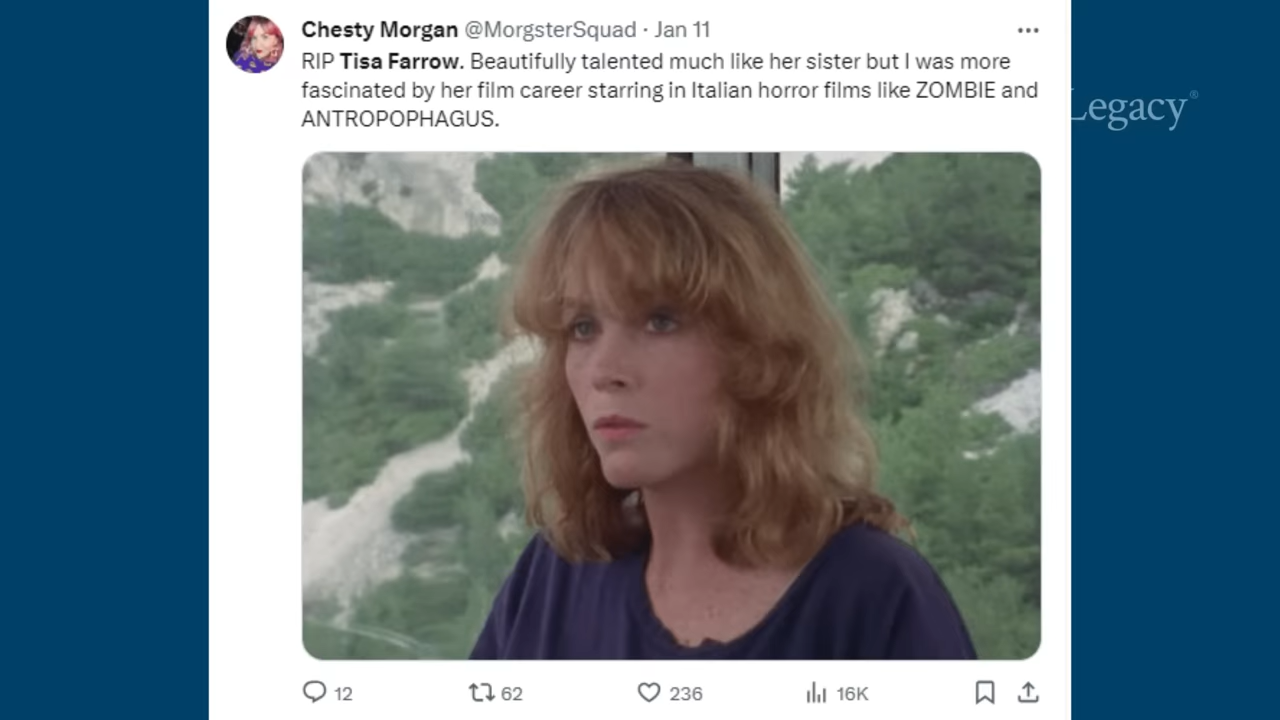 Chesty Morgan @MorgsterSquad · Jan 11
RIP Tisa Farrow. Beautifully talented much like her sister but I was more
fascinated by her film career starring in Italian horror films like ZOMBIE and
ANTROPOPHAGUS.
Legacy®
12 62 236 16K